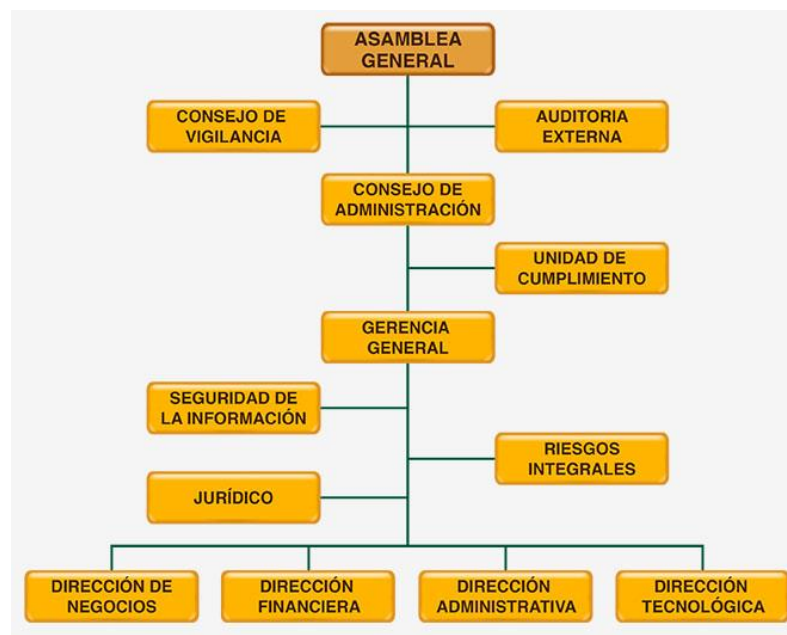 ASAMBLEA
GENERAL
CONSEJO DE
VIGILANCIA
AUDITORIA
EXTERNA
CONSEJO DE
ADMINISTRACIÓN
UNIDAD DE
CUMPLIMIENTO
GERENCIA
GENERAL
SEGURIDAD DE
LA INFORMACIÓN
RIESGOS
INTEGRALES
JURÍDICO
DIRECCIÓN DE
NEGOCIOS
DIRECCIÓN
FINANCIERA
DIRECCIÓN
ADMINISTRATIVA
DIRECCIÓN
TECNOLÓGICA